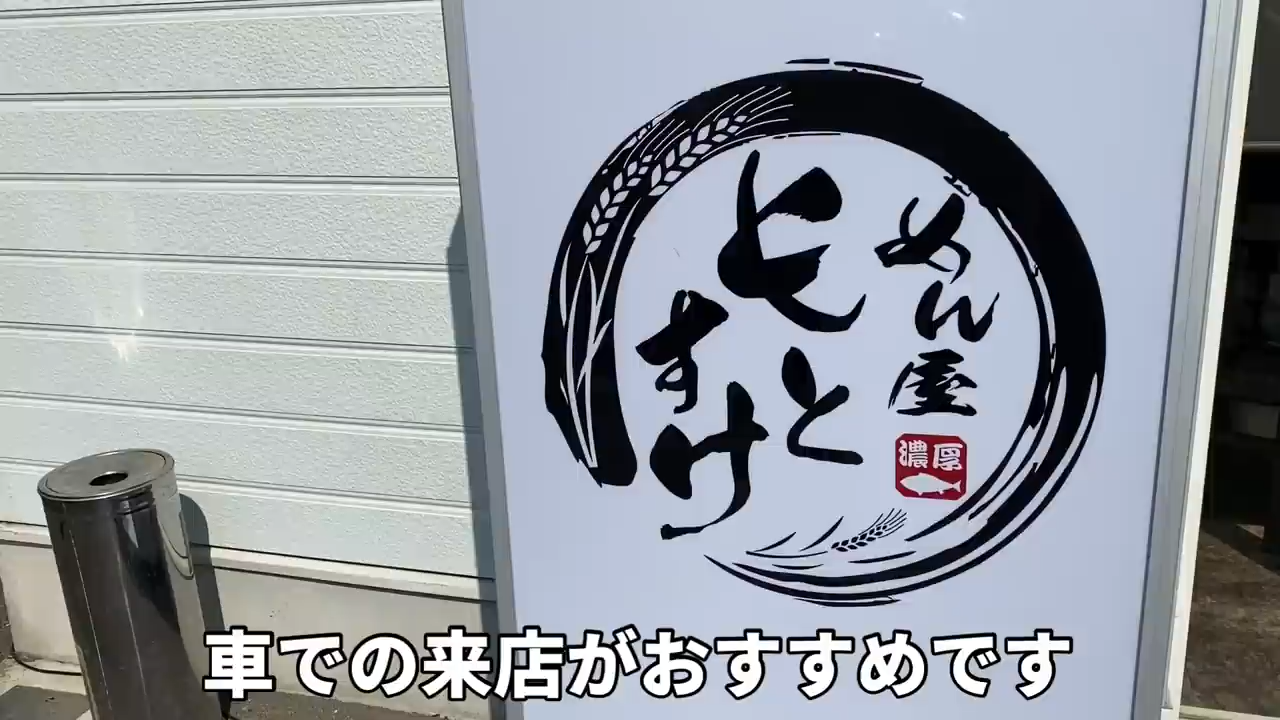 めん屋
濃厚
とと
すけ
車での来店がおすすめです